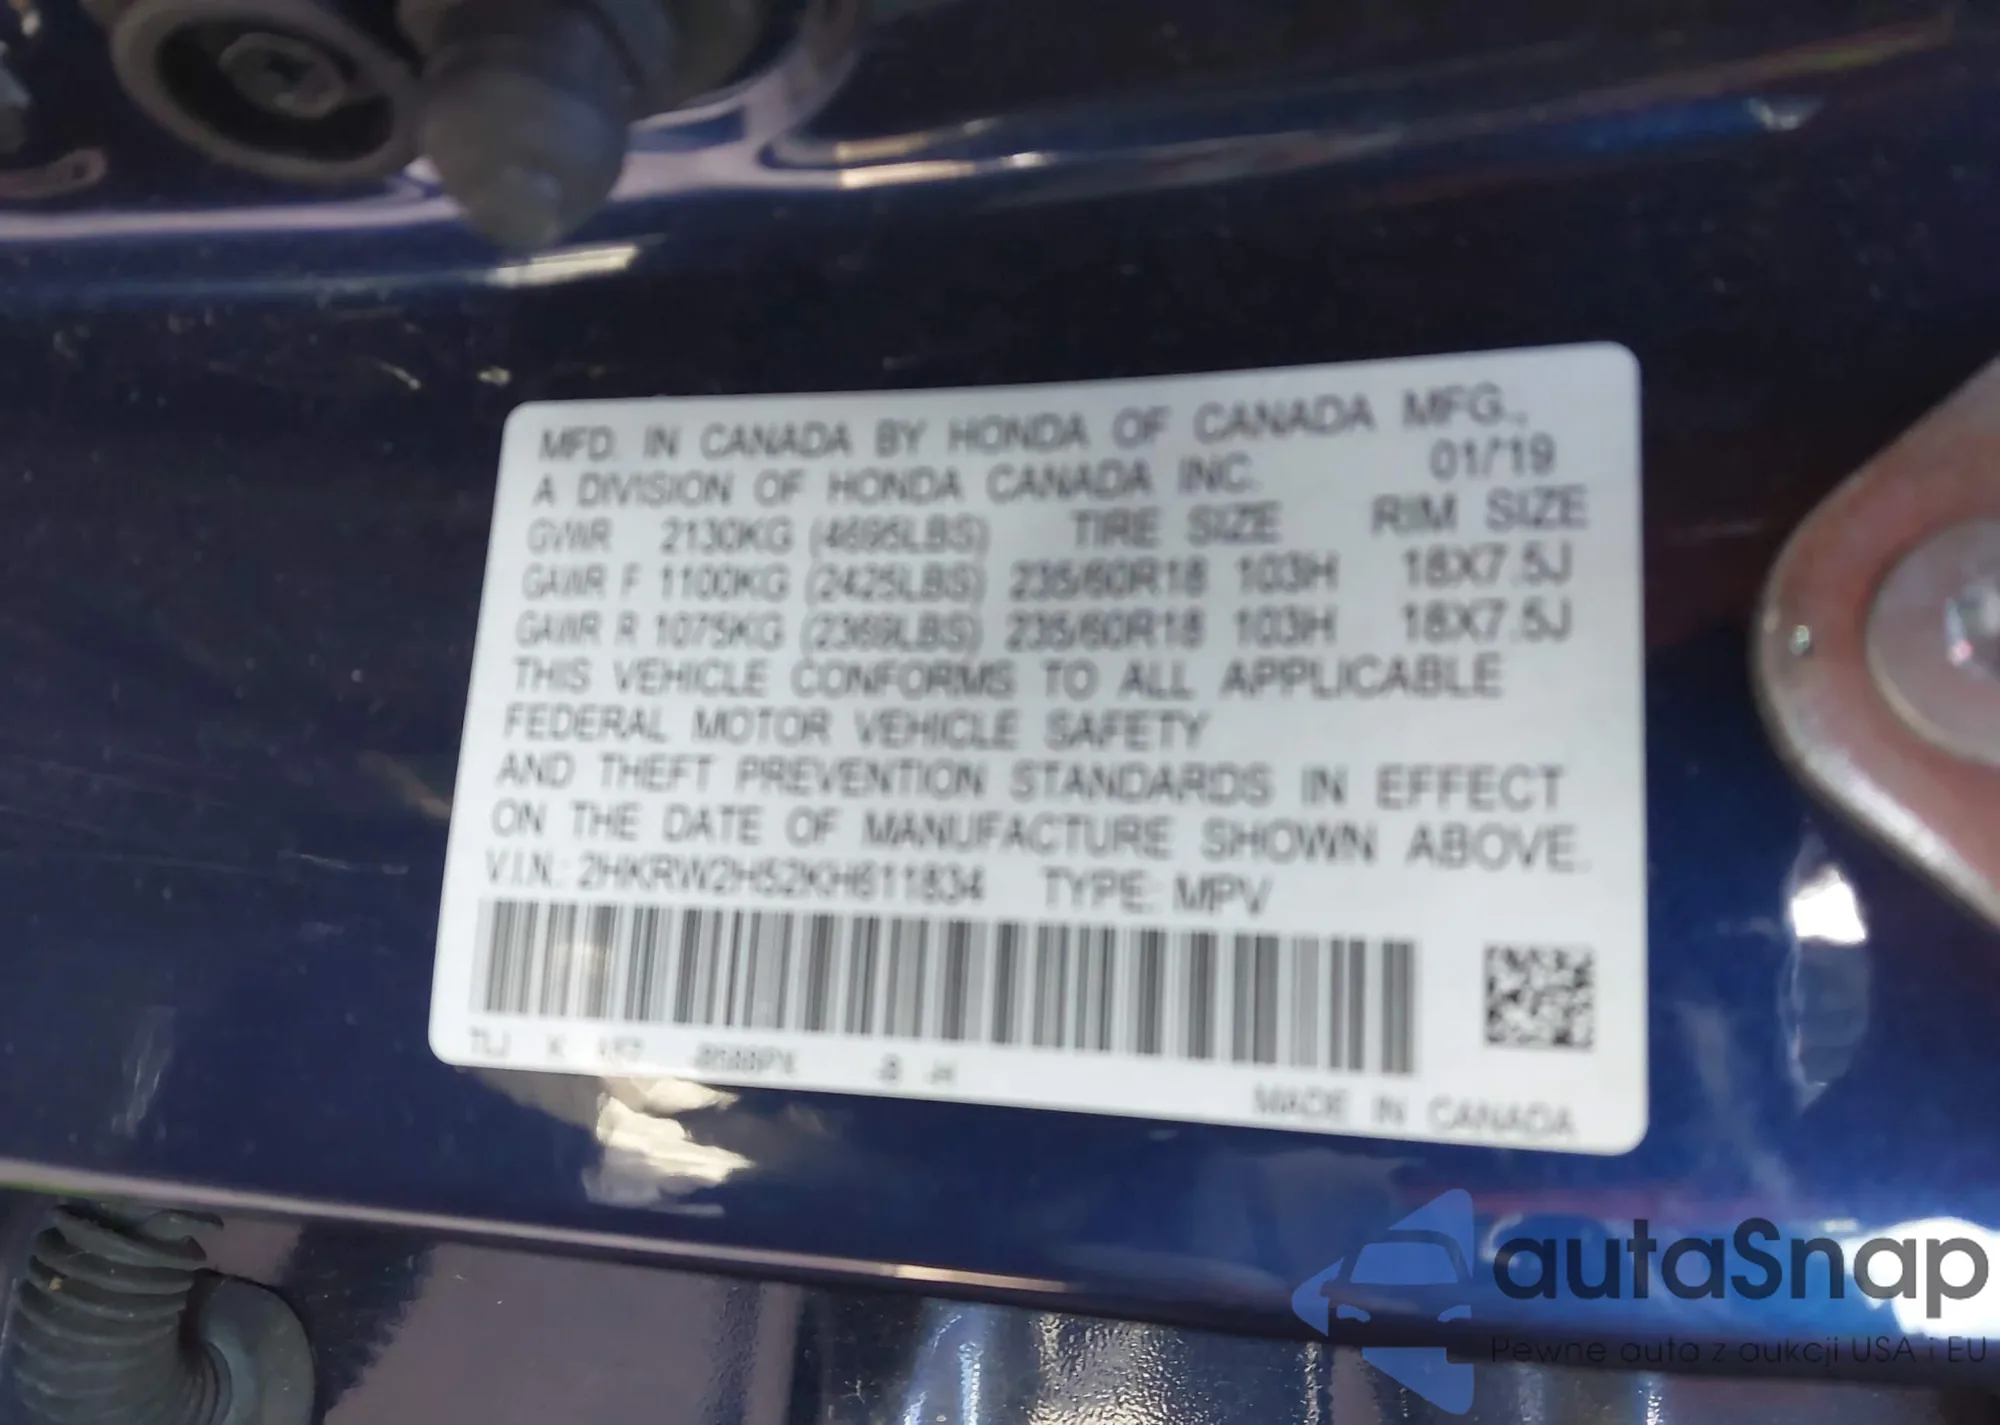 MFD. IN CANADA BY HONDA OF CANADA MFG.,
A DIVISION OF HONDA CANADA INC. 01/'19
GVWR 2130KG (4695LBS) TIRE SIZE RIM SIZE
GAWR F 1100KG (2425LBS) 235/60R18 103H 18X7.5J
GAWR R 1075KG (2369LBS) 235/60R18 103H 18X7.5J
THIS VEHICLE CONFORMS TO ALL APPLICABLE
FEDERAL MOTOR VEHICLE SAFETY
AND THEFT PREVENTION STANDARDS IN EFFECT
ON THE DATE OF MANUFACTURE SHOWN ABOVE.
V.I.N.: 2HKRW2H52KH611834 TYPE: MPV
TLJ K
MADE IN CANADA
autaSnap
Pewne auta z aukcji USA i EU